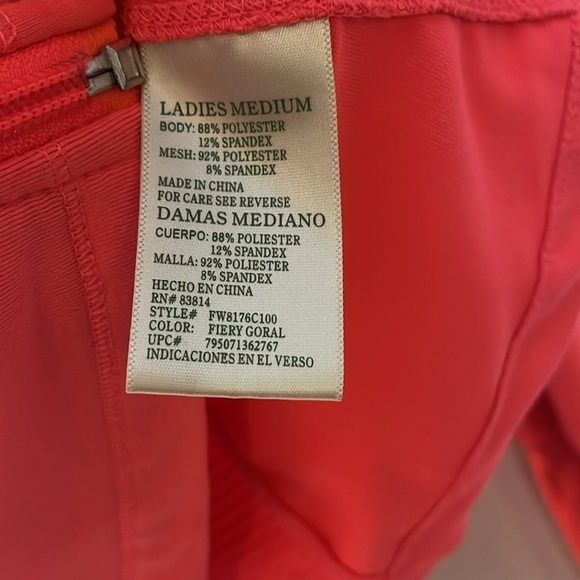 LADIES MEDIUM
BODY: 88% POLYESTER
12% SPANDEX
MESH: 92% POLYESTER
8% SPANDEX
MADE IN CHINA
FOR CARE SEE REVERSE
DAMAS MEDIANO
CUERPO: 88% POLIESTER
12% SPANDEX
MALLA: 92% POLIESTER
8% SPANDEX
HECHO EN CHINA
RN# 83814
STYLE# FW8176C100
COLOR: FIERY GORAL
UPC# 795071362767
INDICACIONES EN EL VERSO